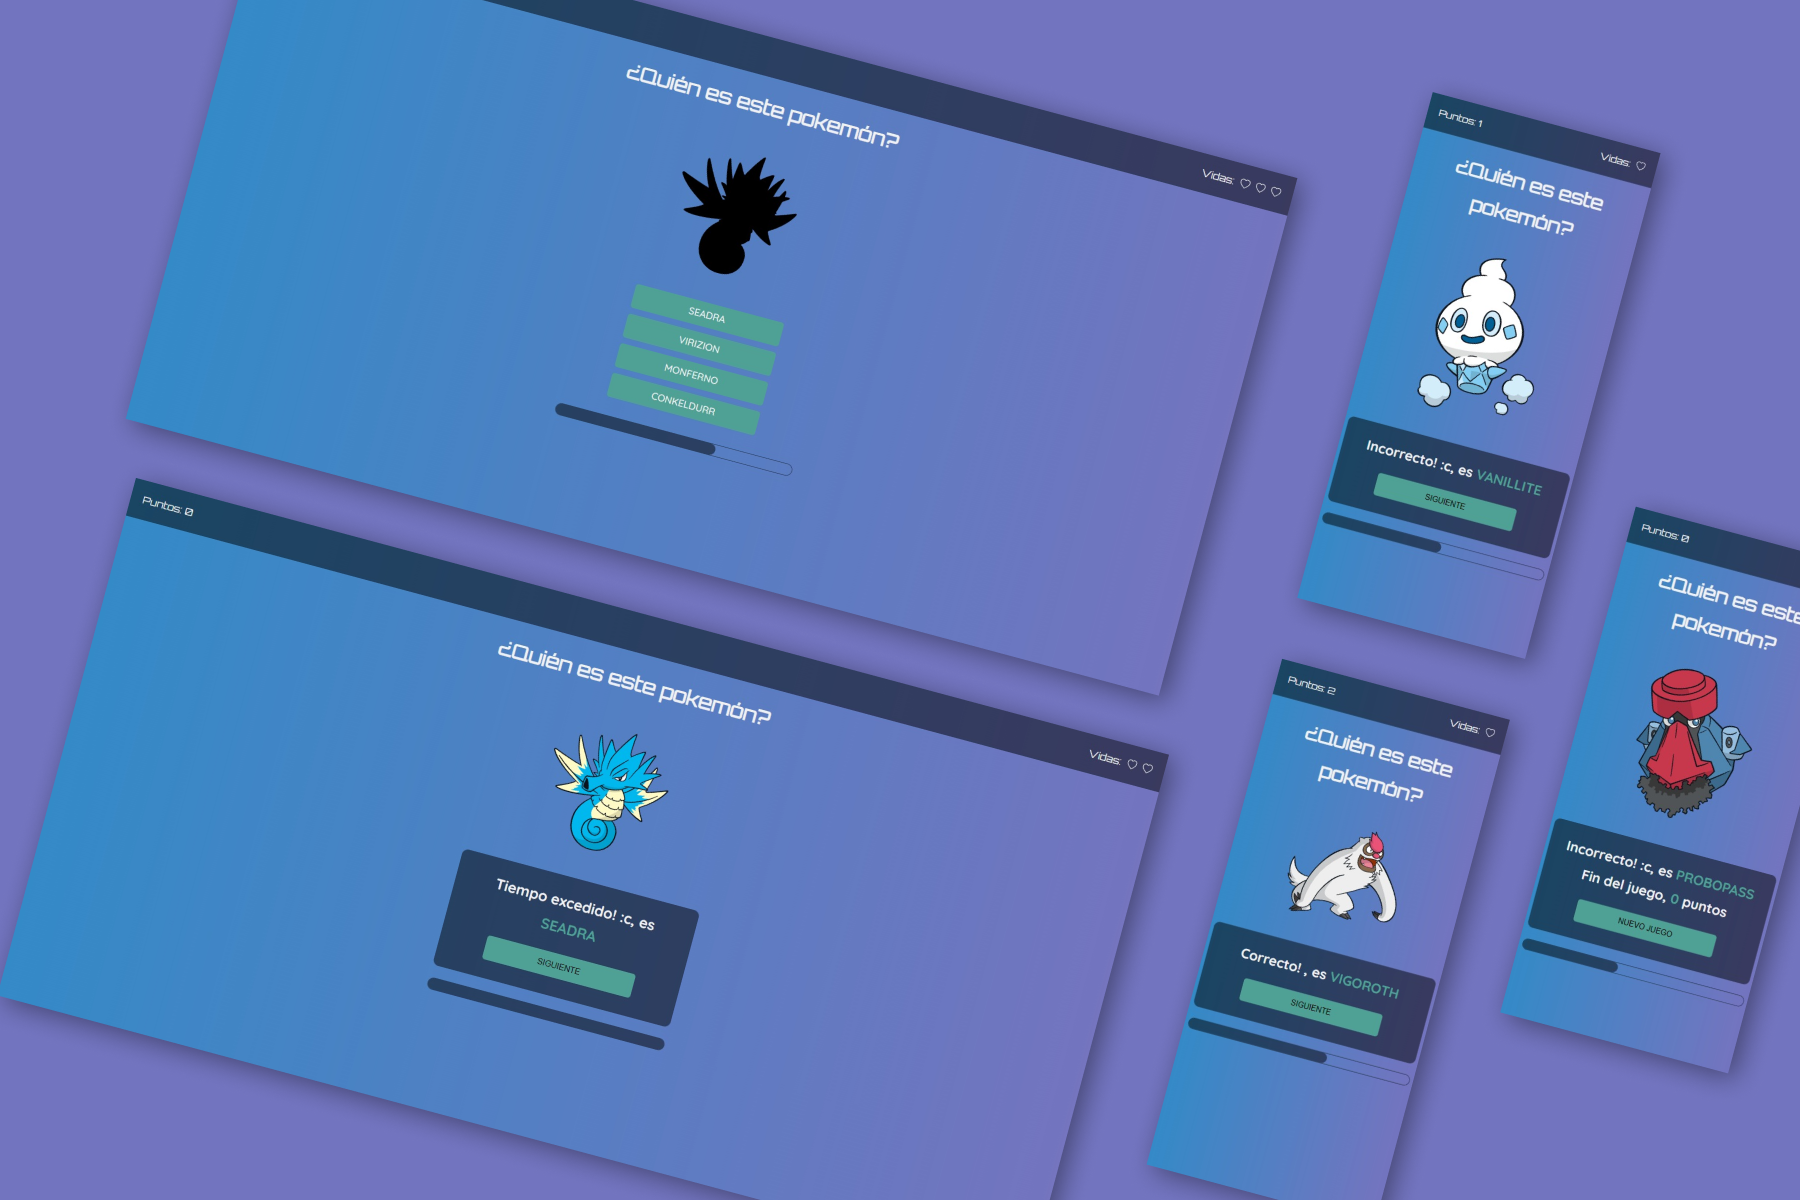 ¿Quién es este pokemón?
Vidas:
SEADRA
VIRIZION
MONFERNO
CONKELDURR
Puntos: 0
¿Quién es este pokemón?
Vidas:
Tiempo excedido! :c, es
SEADRA
SIGUIENTE
Puntos: 1
Vidas:
¿Quién es este
pokemón?
Incorrecto! :c, es VANILLITE
SIGUIENTE
Puntos: 2
Vidas:
¿Quién es este
pokemón?
Correcto! , es VIGOROTH
SIGUIENTE
Puntos: 0
¿Quién es este
pokemón?
Incorrecto! :c, es PROBOPASS
Fin del juego, 0 puntos
NUEVO JUEGO